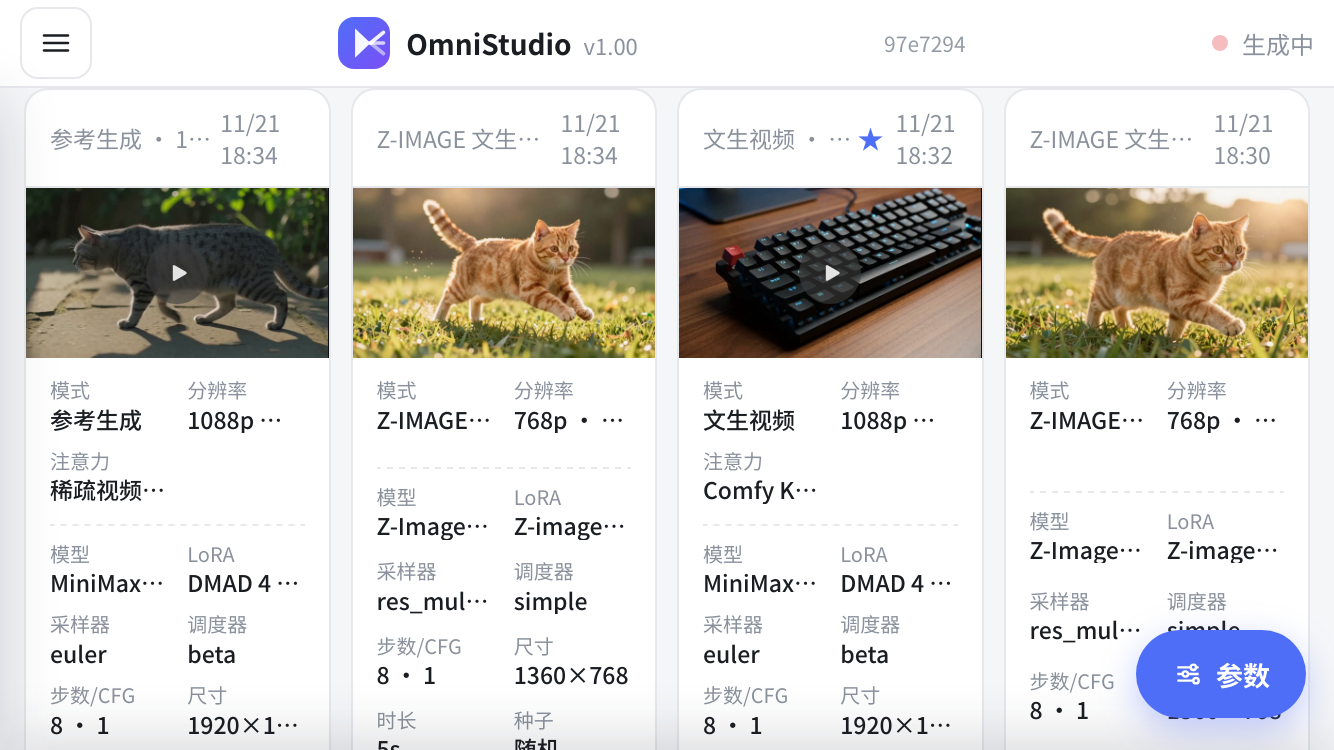 OmniStudio v1.00
97e7294
生成中
参考生成 · 1… 11/21 18:34
Z-IMAGE 文生… 11/21 18:34
文生视频 · … ★ 11/21 18:32
Z-IMAGE 文生… 11/21 18:30
模式 分辨率
参考生成 1088p …
注意力
稀疏视频…
模型 LoRA
MiniMax… DMAD 4 …
采样器 调度器
euler beta
步数/CFG 尺寸
8 · 1 1920×1…
模式 分辨率
Z-IMAGE… 768p · …
模型 LoRA
Z-Image… Z-image…
采样器 调度器
res_mul… simple
步数/CFG 尺寸
8 · 1 1360×768
时长 种子
5s 随机
模式 分辨率
文生视频 1088p …
注意力
Comfy K…
模型 LoRA
MiniMax… DMAD 4 …
采样器 调度器
euler beta
步数/CFG 尺寸
8 · 1 1920×1…
模式 分辨率
Z-IMAGE… 768p · …
模型 LoRA
Z-Image… Z-image…
采样器 调度器
res_mul… simple
步数/CFG
8 · 1
参数